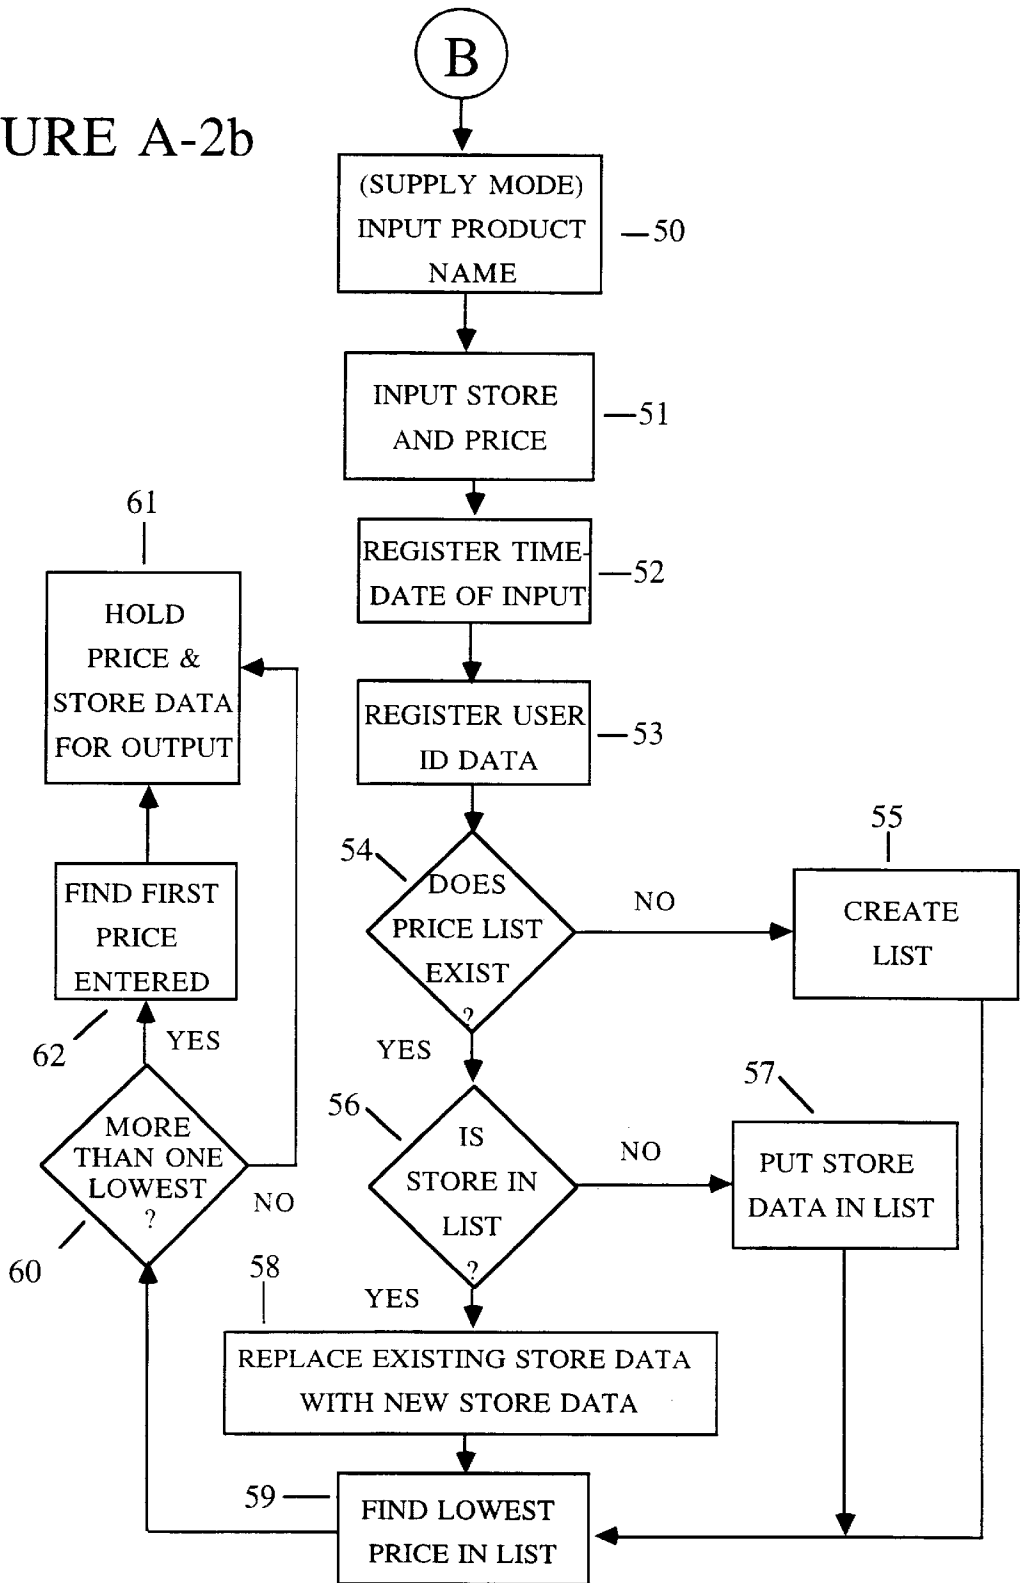 B
URE A-2b
(SUPPLY MODE)
INPUT PRODUCT
NAME
50
INPUT STORE
AND PRICE
51
REGISTER TIME-
DATE OF INPUT
52
REGISTER USER
ID DATA
53
61
HOLD
PRICE &
STORE DATA
FOR OUTPUT
54
DOES
PRICE LIST
EXIST
?
NO
YES
55
CREATE
LIST
FIND FIRST
PRICE
ENTERED
62
YES
MORE
THAN ONE
LOWEST
?
NO
60
56
IS
STORE IN
LIST
?
NO
YES
57
PUT STORE
DATA IN LIST
58
REPLACE EXISTING STORE DATA
WITH NEW STORE DATA
59
FIND LOWEST
PRICE IN LIST